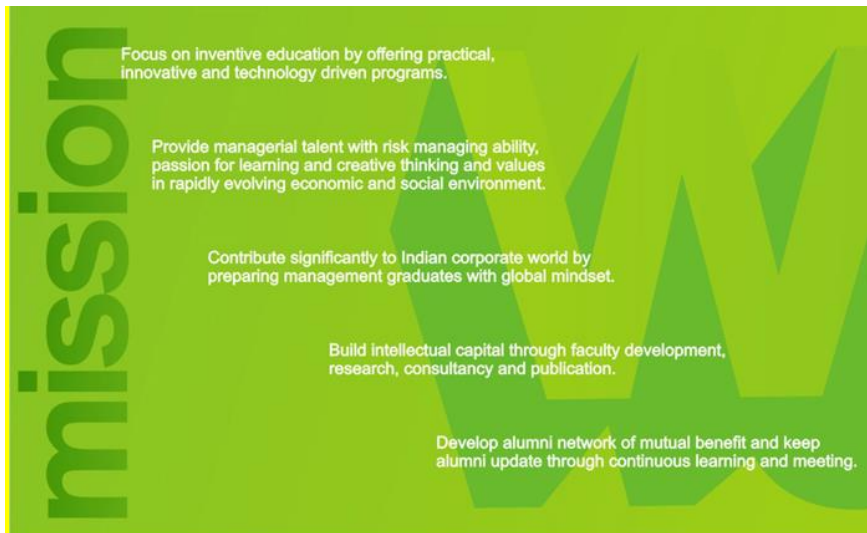 mission
Focus on inventive education by offering practical,
innovative and technology driven programs.
Provide managerial talent with risk managing ability,
passion for learning and creative thinking and values
in rapidly evolving economic and social environment.
Contribute significantly to Indian corporate world by
preparing management graduates with global mindset.
Build intellectual capital through faculty development,
research, consultancy and publication.
Develop alumni network of mutual benefit and keep
alumni update through continuous learning and meeting.